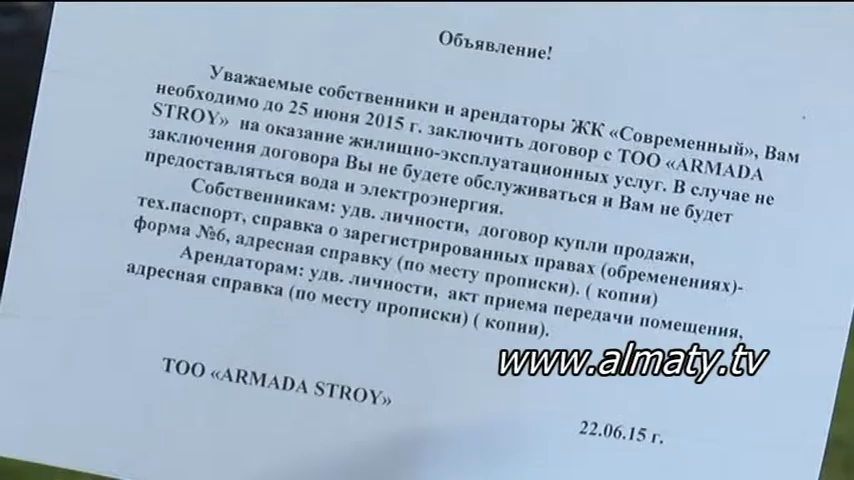 Объявление!
Уважаемые собственники и арендаторы ЖК «Современный», Вам
необходимо до 25 июня 2015 г. заключить договор с ТОО «ARMADA
STROY» на оказание жилищно-эксплуатационных услуг. В случае не
заключения договора Вы не будете обслуживаться и Вам не будет
предоставляться вода и электроэнергия.
Собственникам: удв. личности, договор купли продажи,
тех.паспорт, справка о зарегистрированных правах (обременениях)-
форма №6, адресная справку (по месту прописки). ( копии)
Арендаторам: удв. личности, акт приема передачи помещения,
адресная справка (по месту прописки) ( копии).
www.almaty.tv
ТОО «ARMADA STROY»
22.06.15 г.